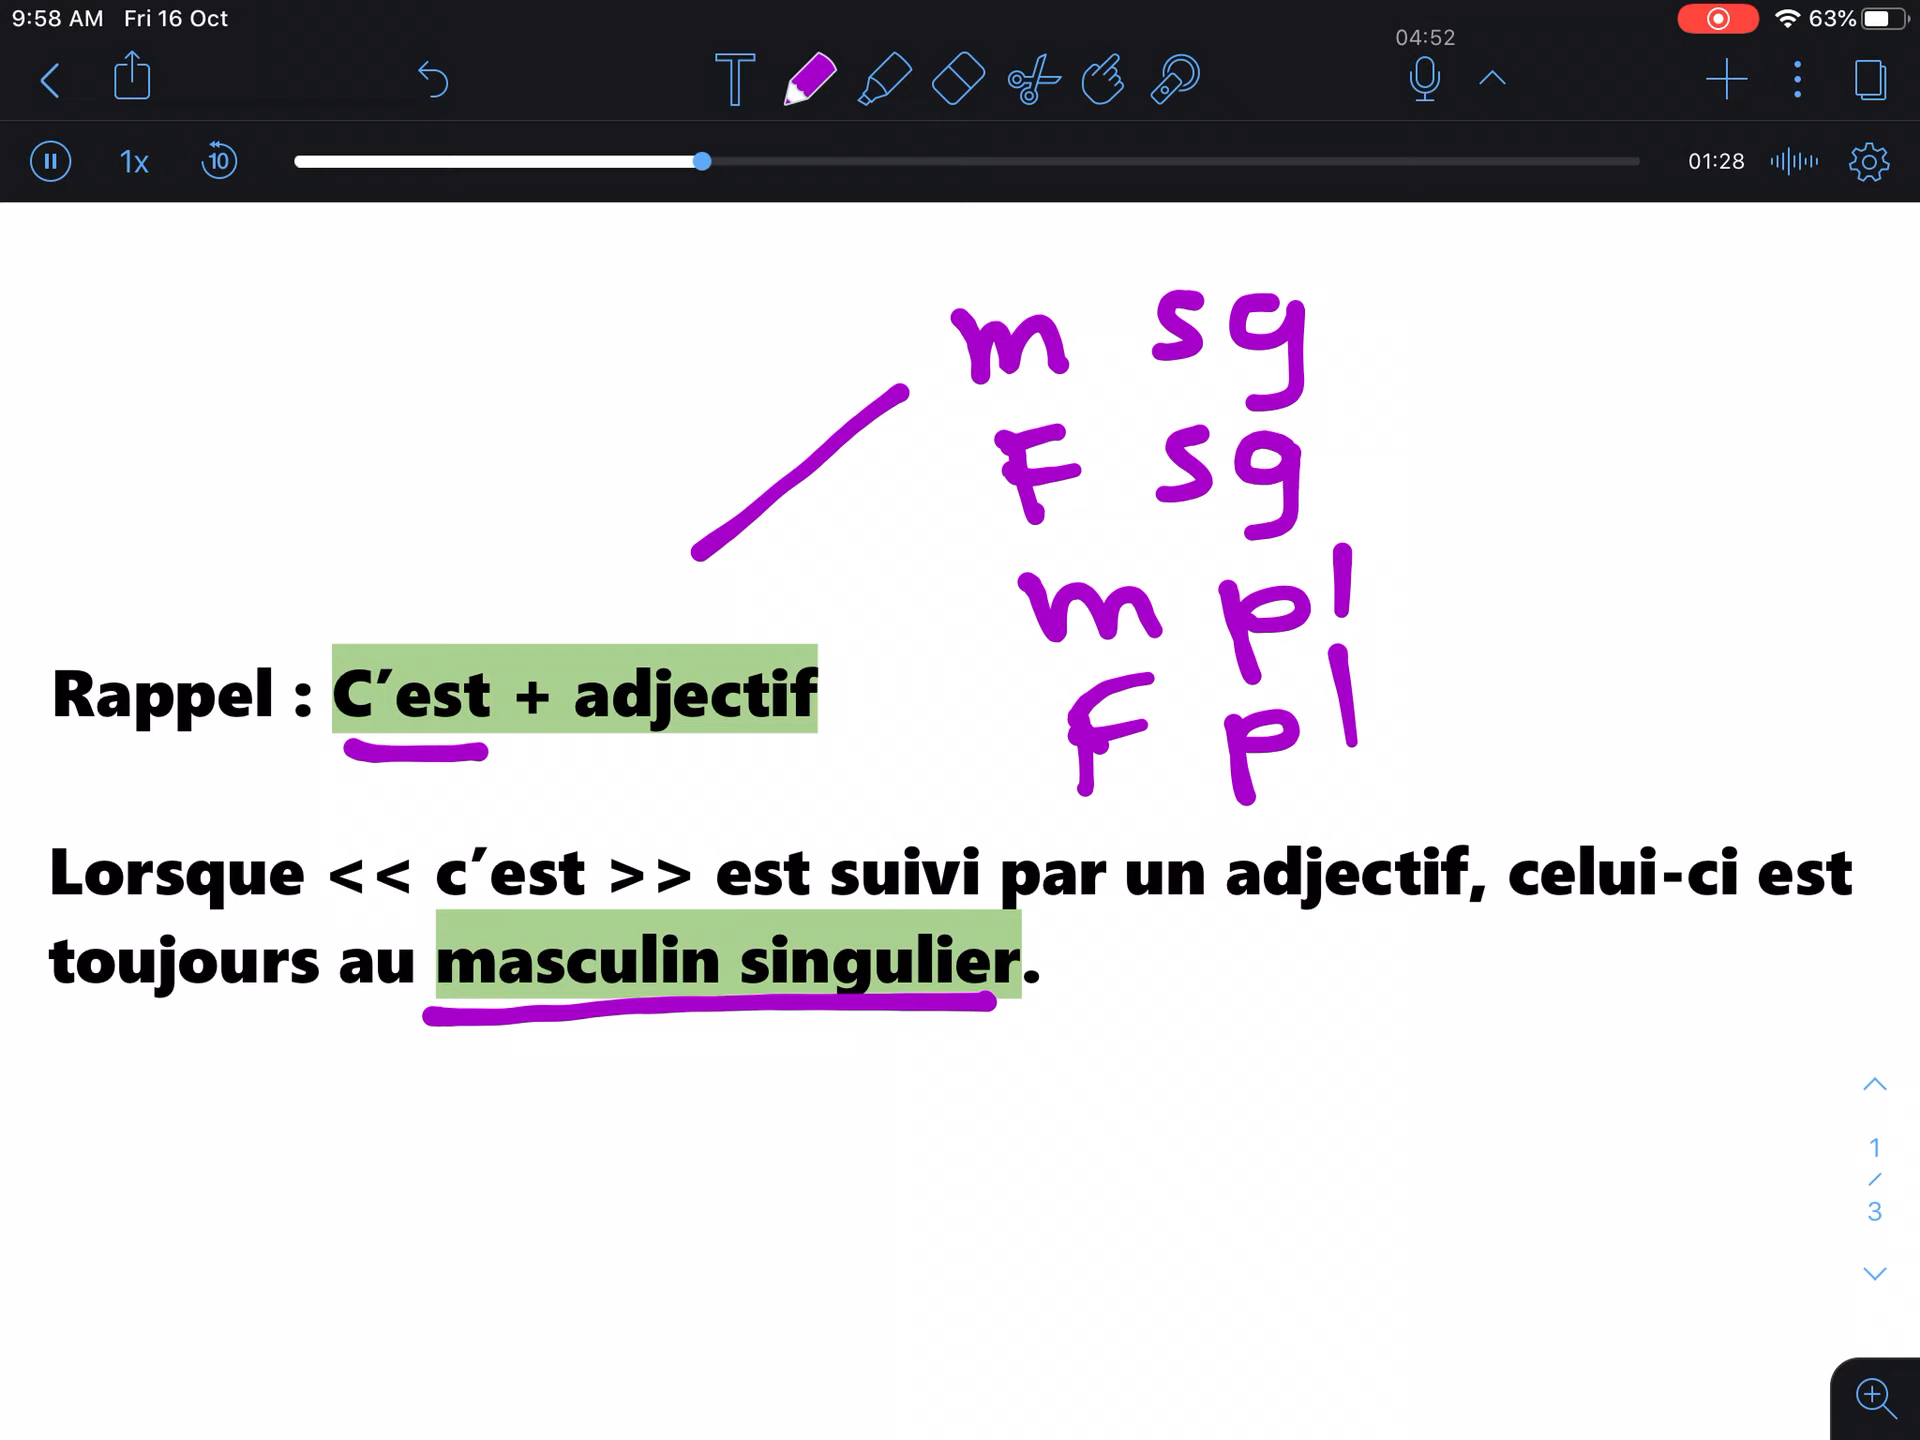 9:58 AM Fri 16 Oct
63%
04:52
1x
10
01:28
m sg
F sg
m pl
F pl
Rappel : C'est + adjectif
Lorsque << c'est >> est suivi par un adjectif, celui-ci est
toujours au masculin singulier.
1
/
3